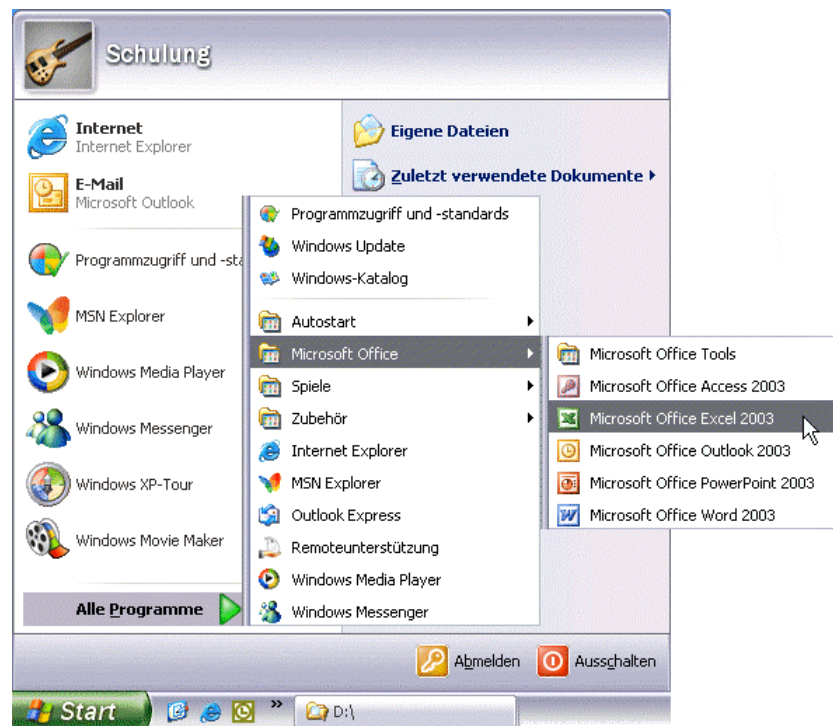 Schulung
Internet
Internet Explorer
E-Mail
Microsoft Outlook
Programmzugriff und -sta
MSN Explorer
Windows Media Player
Windows Messenger
Windows XP-Tour
Windows Movie Maker
Alle Programme
Eigene Dateien
Zuletzt verwendete Dokumente
Programmzugriff und -standards
Windows Update
Windows-Katalog
Autostart
Microsoft Office
Spiele
Zubehör
Internet Explorer
MSN Explorer
Outlook Express
Remoteunterstützung
Windows Media Player
Windows Messenger
Microsoft Office Tools
Microsoft Office Access 2003
Microsoft Office Excel 2003
Microsoft Office Outlook 2003
Microsoft Office PowerPoint 2003
Microsoft Office Word 2003
Abmelden
Ausschalten
Start
»
D:\